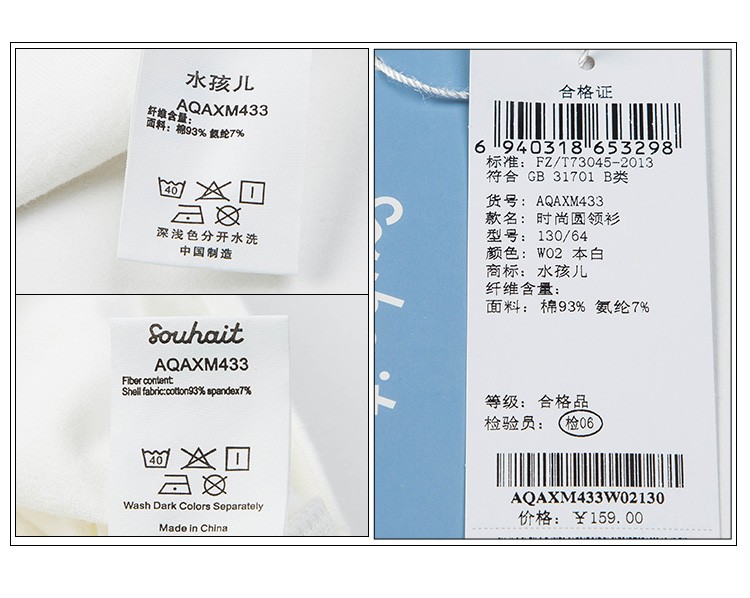 水孩儿
AQAXM433
纤维含量:
面料: 棉93% 氨纶7%
40
深浅色分开水洗
中国制造
Souhait
AQAXM433
Fiber content:
Shell fabric:cotton93% spandex7%
40
Wash Dark Colors Separately
Made in China
Souhait
合格证
6 940318 653298
标准: FZ/T73045-2013
符合 GB 31701 B类
货号: AQAXM433
款名: 时尚圆领衫
型号: 130/64
颜色: W02 本白
商标: 水孩儿
纤维含量:
面料: 棉93% 氨纶7%
等级: 合格品
检验员: 检06
AQAXM433W02130
价格: ¥159.00